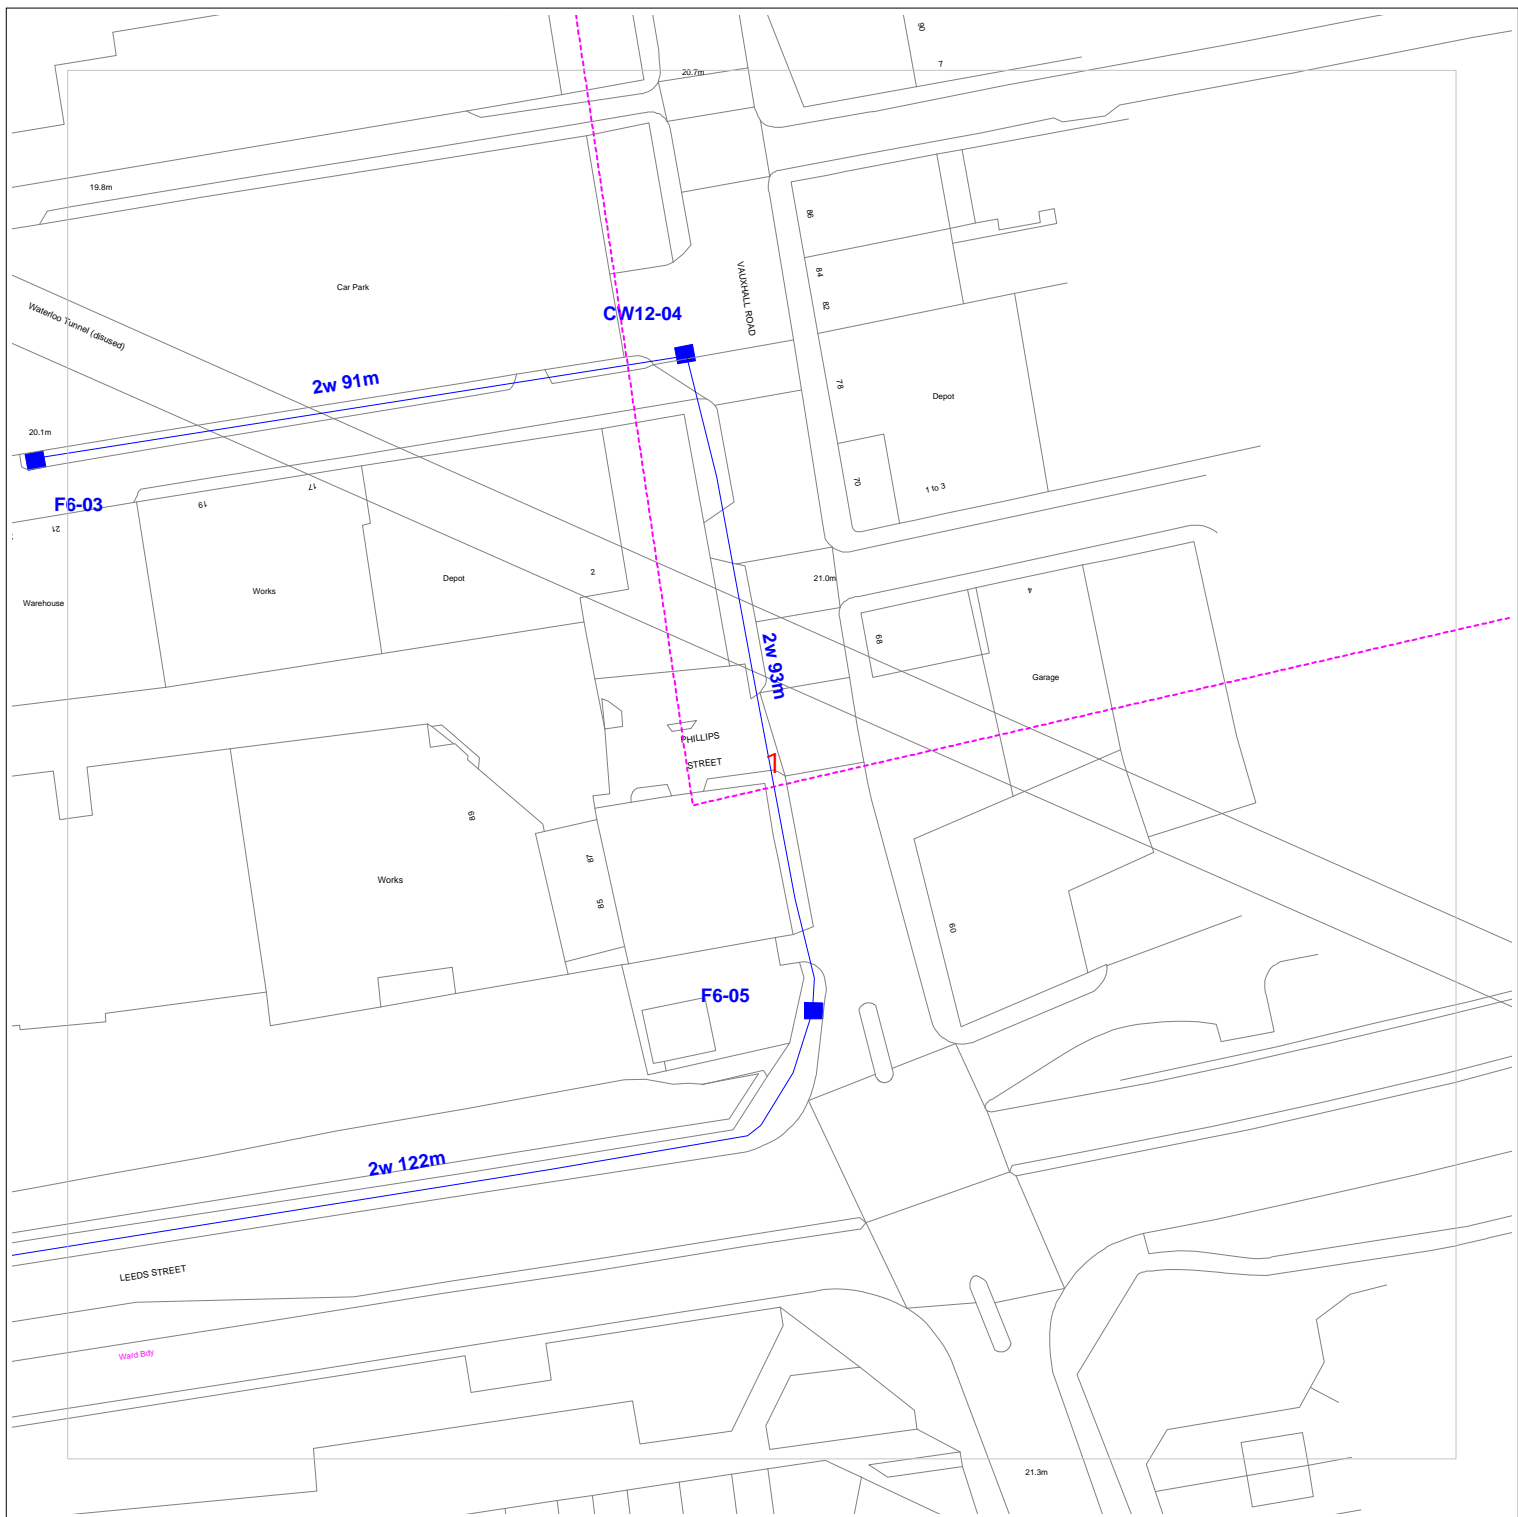 90
7
20.7m
19.8m
86
84
82
Car Park
VAUXHALL ROAD
Waterloo Tunnel (disused)
CW12-04
2w 91m
78
Depot
20.1m
F6-03
17
19
21
70
1 to 3
21.0m
Warehouse
Works
Depot
2
4
68
2w 93m
Garage
PHILLIPS
STREET
7
89
87
85
Works
60
F6-05
2w 122m
LEEDS STREET
Ward Bdy
21.3m